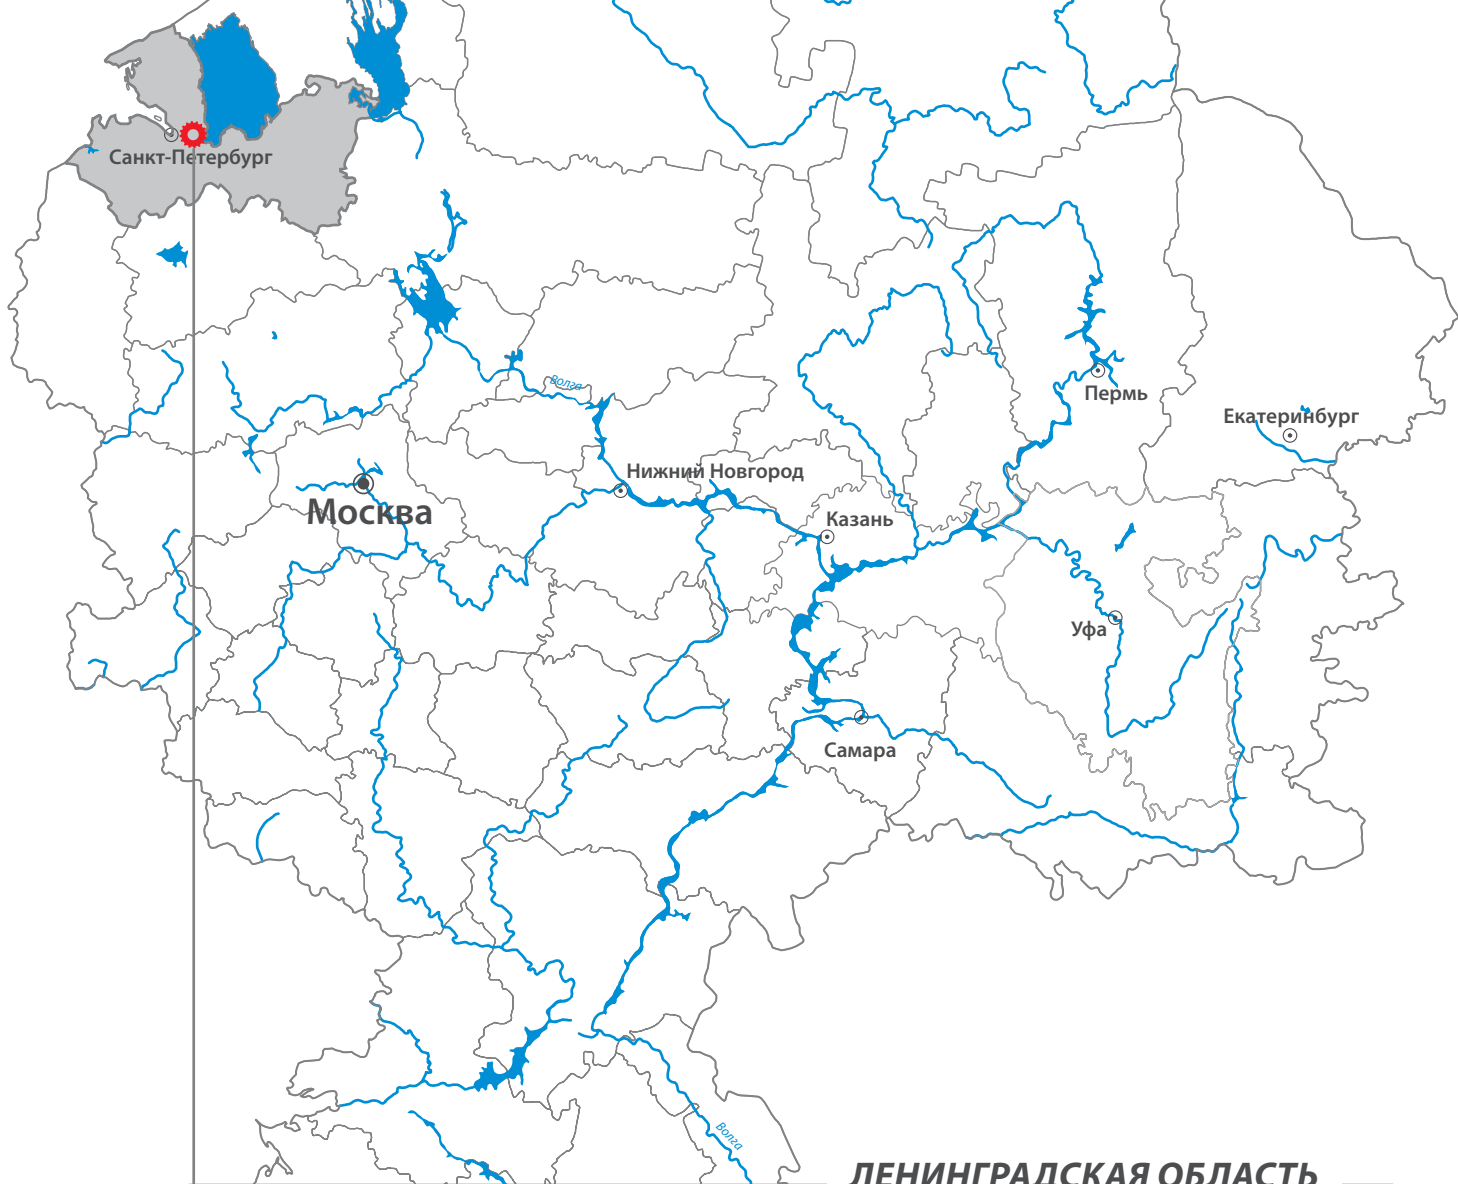 Санкт-Петербург
Волга
Пермь
Екатеринбург
Нижний Новгород
Москва
Казань
Уфа
Самара
Волга
ЛЕНИНГРАДСКАЯ ОБЛАСТЬ